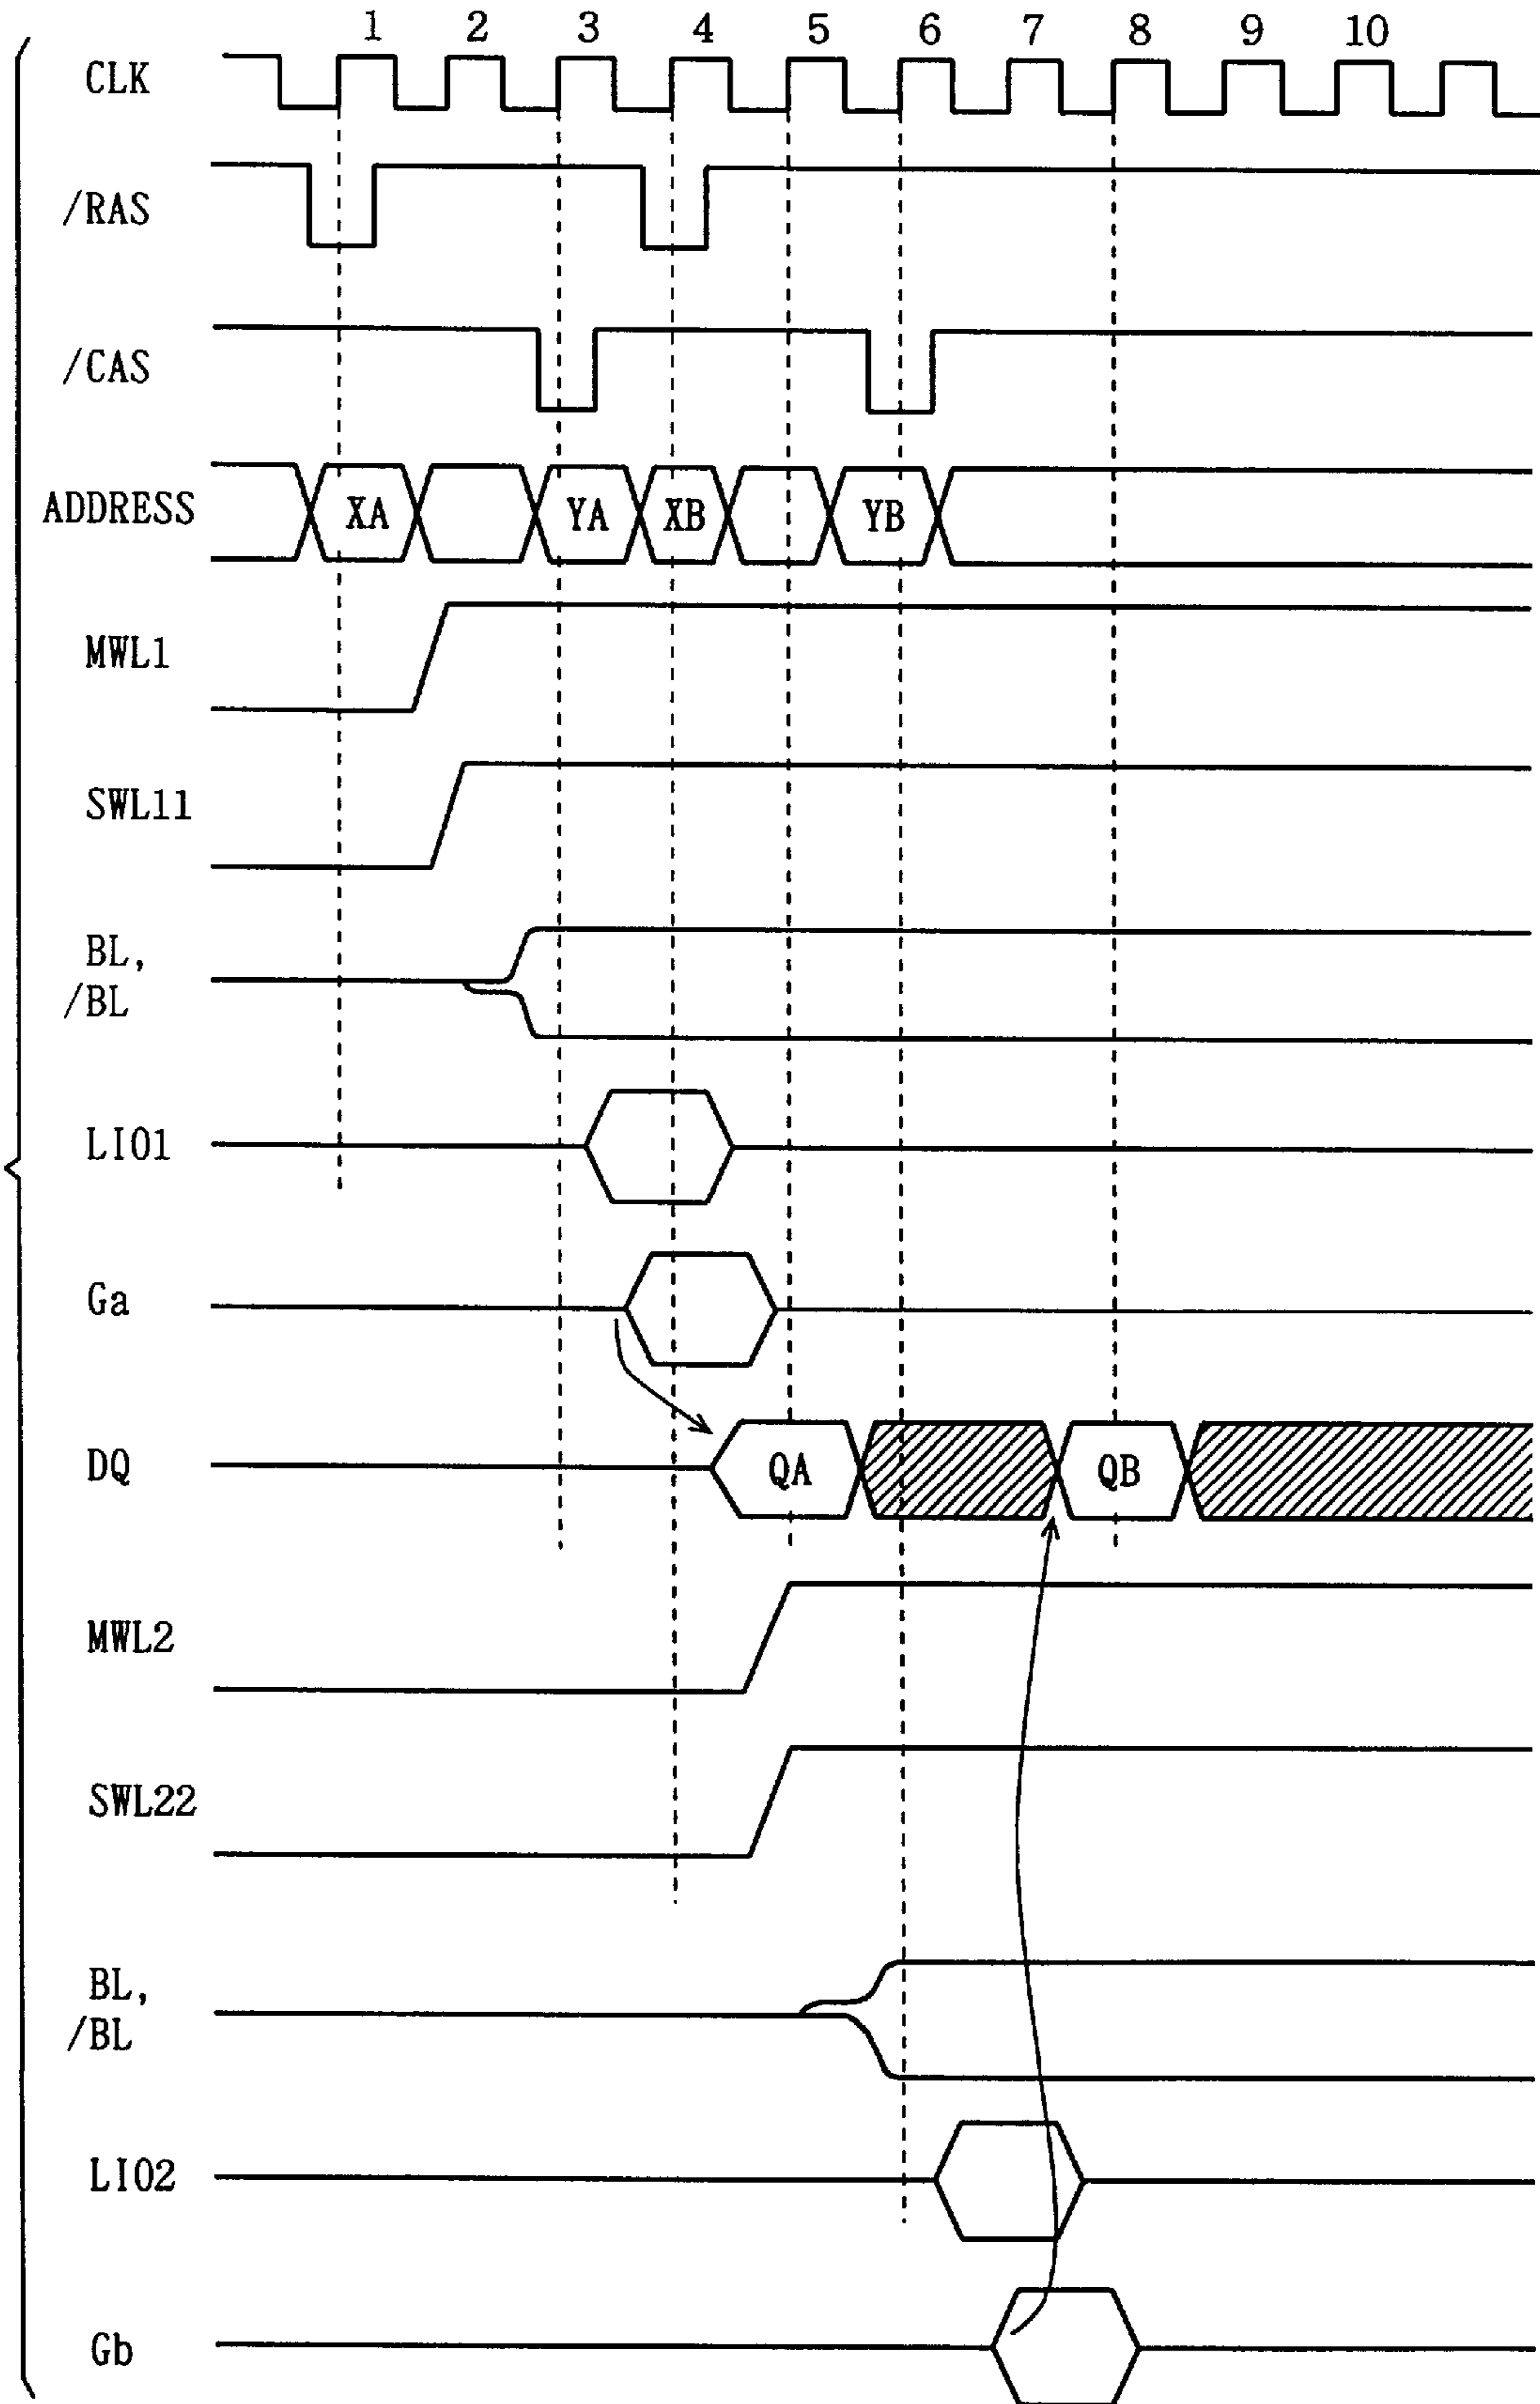 1 2 3 4 5 6 7 8 9 10
CLK
/RAS
/CAS
ADDRESS XA YA XB YB
MWL1
SWL11
BL,
/BL
LIO1
Ga
DQ QA QB
MWL2
SWL22
BL,
/BL
LIO2
Gb